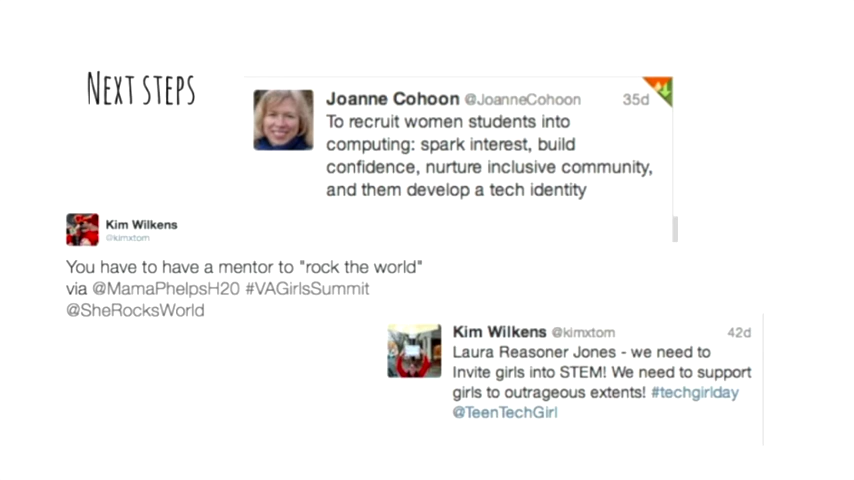 NEXT STEPS
Joanne Cohoon @JoanneCohoon 35d
To recruit women students into
computing: spark interest, build
confidence, nurture inclusive community,
and them develop a tech identity
Kim Wilkens
@kimxtom
You have to have a mentor to "rock the world"
via @MamaPhelpsH20 #VAGirlsSummit
@SheRocksWorld
Kim Wilkens @kimxtom 42d
Laura Reasoner Jones - we need to
Invite girls into STEM! We need to support
girls to outrageous extents! #techgirlday
@TeenTechGirl